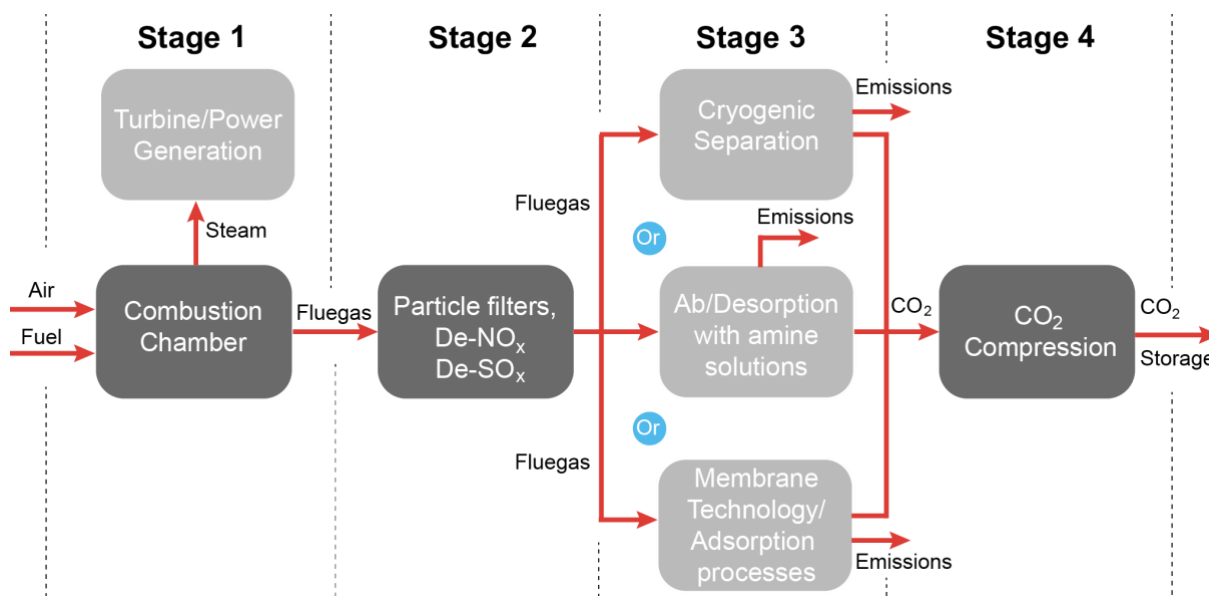 Stage 1
Stage 2
Stage 3
Stage 4
Turbine/Power
Generation
Steam
Air
Fuel
Combustion
Chamber
Fluegas
Particle filters,
De-NOₓ
De-SOₓ
Fluegas
Fluegas
Cryogenic
Separation
Emissions
Or
Emissions
Ab/Desorption
with amine
solutions
Or
Membrane
Technology/
Adsorption
processes
Emissions
CO₂
CO₂
Compression
CO₂
Storage